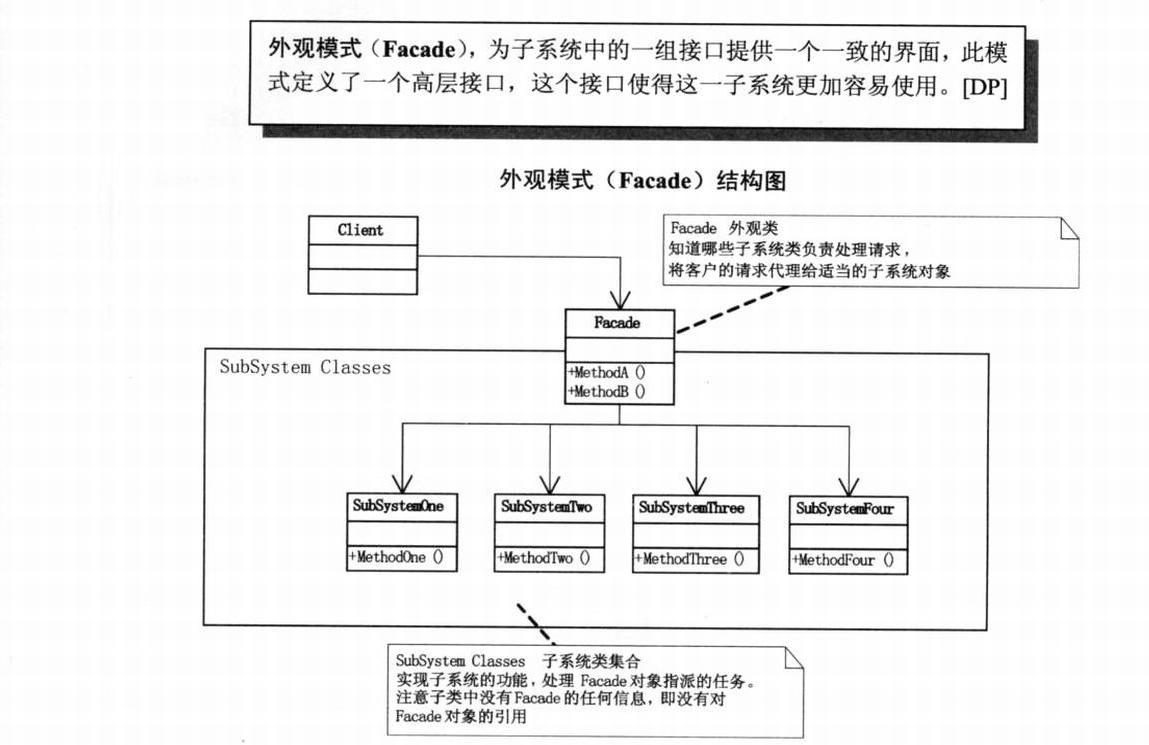 外观模式（Facade），为子系统中的一组接口提供一个一致的界面，此模
式定义了一个高层接口，这个接口使得这一子系统更加容易使用。[DP]
外观模式（Facade）结构图
Client
Facade 外观类
知道哪些子系统类负责处理请求，
将客户的请求代理给适当的子系统对象
Facade
+MethodA ()
+MethodB ()
SubSystem Classes
SubSystemOne
+MethodOne ()
SubSystemTwo
+MethodTwo ()
SubSystemThree
+MethodThree ()
SubSystemFour
+MethodFour ()
SubSystem Classes 子系统类集合
实现子系统的功能，处理 Facade对象指派的任务。
注意子类中没有Facade的任何信息，即没有对
Facade对象的引用